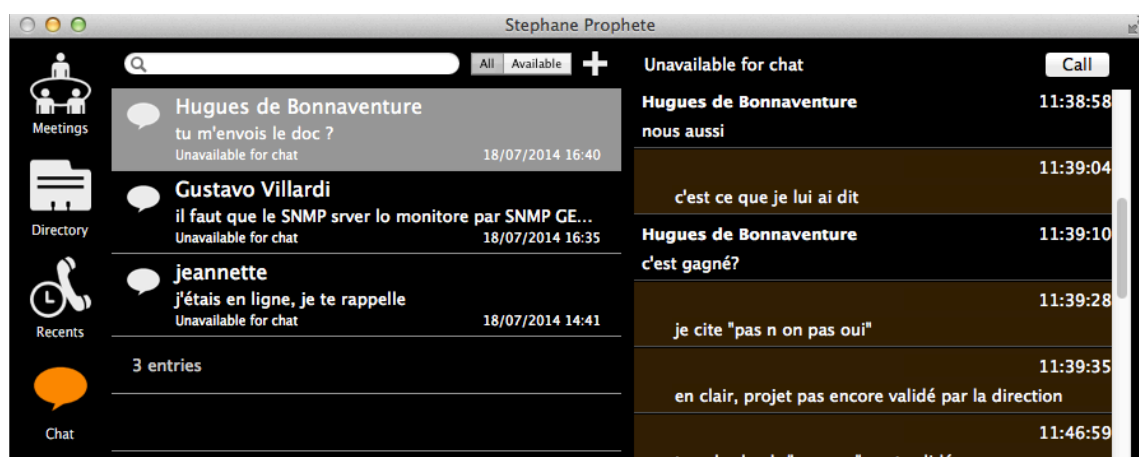 Stephane Prophete
Meetings
Directory
Recents
Chat
All Available
Hugues de Bonnaventure
tu m'envois le doc ?
Unavailable for chat 18/07/2014 16:40
Gustavo Villardi
il faut que le SNMP srver lo monitore par SNMP GE...
Unavailable for chat 18/07/2014 16:35
jeannette
j'étais en ligne, je te rappelle
Unavailable for chat 18/07/2014 14:41
3 entries
Unavailable for chat Call
Hugues de Bonnaventure 11:38:58
nous aussi
11:39:04
c'est ce que je lui ai dit
Hugues de Bonnaventure 11:39:10
c'est gagné?
11:39:28
je cite "pas n on pas oui"
11:39:35
en clair, projet pas encore validé par la direction
11:46:59